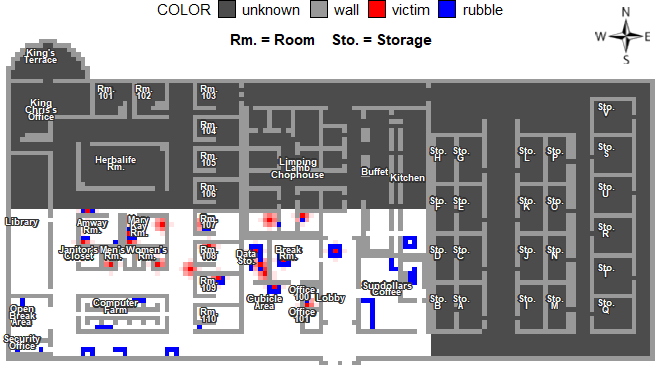 COLOR unknown wall victim rubble
Rm. = Room Sto. = Storage
N
W E
S
King's
Terrace
King
Chris's
Office
Rm.
101
Rm.
102
Rm.
103
Rm.
104
Rm.
105
Rm.
106
Herbalife
Rm.
Limping
Lamb
Chophouse
Buffet
Kitchen
Sto.
H
Sto.
G
Sto.
L
Sto.
P
Sto.
V
Sto.
S
Sto.
U
Sto.
F
Sto.
E
Sto.
K
Sto.
O
Sto.
R
Library
Amway
Rm.
Mary
Kay
Rm.
Rm.
107
Janitor's
Closet
Men's
Rm.
Women's
Rm.
Rm.
108
Data
Sto.
Break
Rm.
Sto.
D
Sto.
C
Sto.
J
Sto.
N
Sto.
T
Rm.
109
Cubicle
Area
Office
100
Lobby
Sundollars
Coffee
Open
Break
Area
Computer
Farm
Rm.
110
Office
101
Sto.
B
Sto.
A
Sto.
I
Sto.
M
Sto.
Q
Security
Office